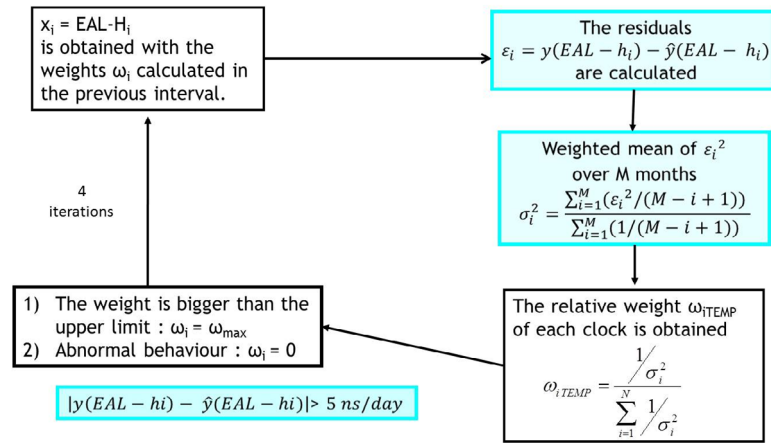 xᵢ = EAL-Hᵢ
is obtained with the
weights ωᵢ calculated in
the previous interval.
The residuals
εᵢ = y(EAL − hᵢ) − ŷ(EAL − hᵢ)
are calculated
Weighted mean of εᵢ²
over M months
σᵢ² = ∑ᵢ₌₁ᴹ(εᵢ²/(M − i + 1)) / ∑ᵢ₌₁ᴹ(1/(M − i + 1))
4
iterations
1) The weight is bigger than the
upper limit : ωᵢ = ωmax
2) Abnormal behaviour : ωᵢ = 0
The relative weight ωiTEMP
of each clock is obtained
ωi TEMP = (1/σᵢ²) / (∑ᵢ₌₁ᴺ 1/σᵢ²)
|y(EAL − hi) − ŷ(EAL − hi)|> 5 ns/day